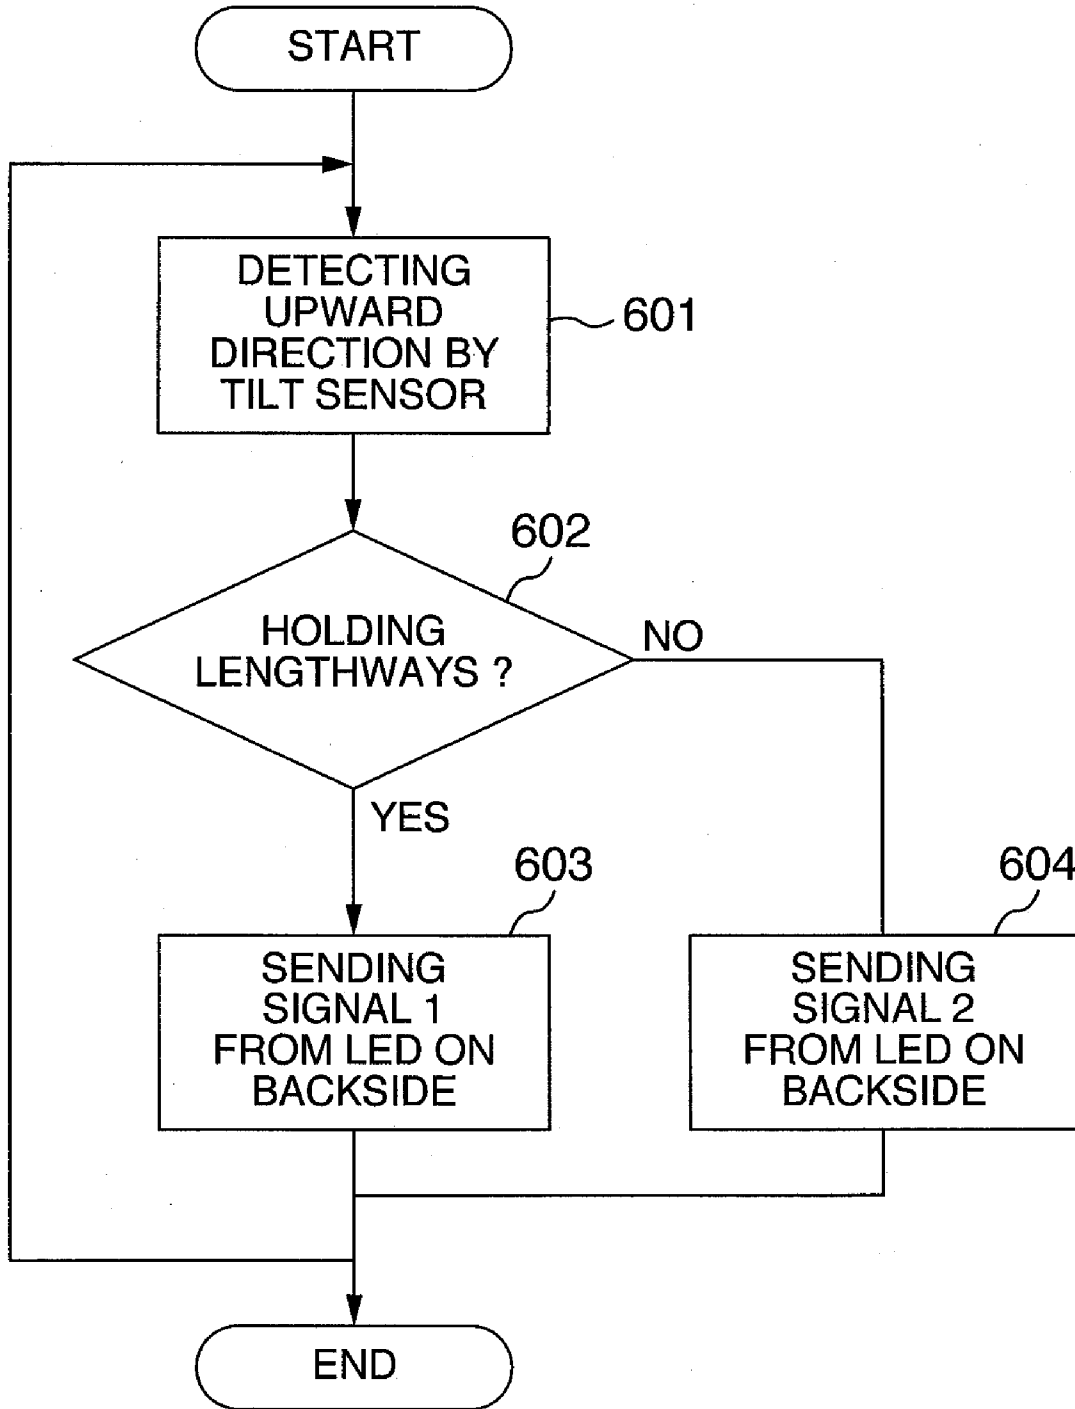 START
DETECTING
UPWARD
DIRECTION BY
TILT SENSOR
601
602
HOLDING
LENGTHWAYS ?
NO
YES
603
604
SENDING
SIGNAL 1
FROM LED ON
BACKSIDE
SENDING
SIGNAL 2
FROM LED ON
BACKSIDE
END